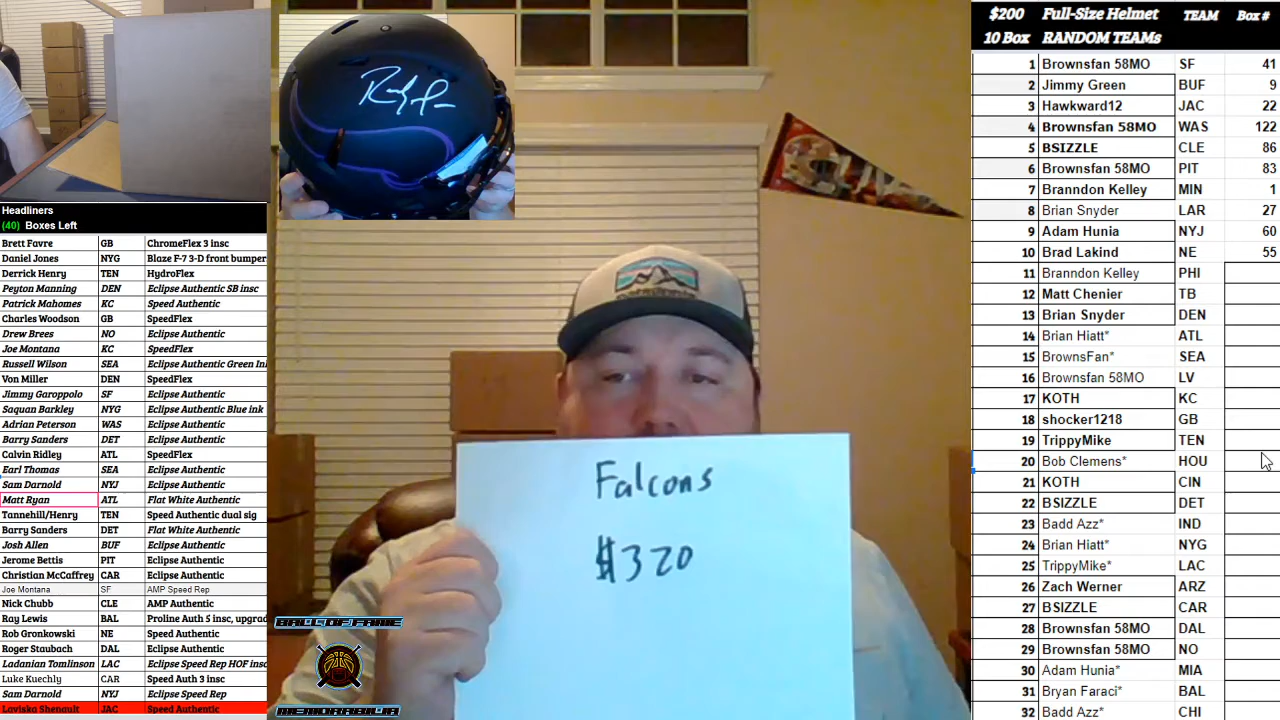 Headliners
(40) Boxes Left
Brett Favre GB ChromeFlex 3 insc
Daniel Jones NYG Blaze F-7 3-D front bumper
Derrick Henry TEN HydroFlex
Peyton Manning DEN Eclipse Authentic SB insc
Patrick Mahomes KC Speed Authentic
Charles Woodson GB SpeedFlex
Drew Brees NO Eclipse Authentic
Joe Montana KC SpeedFlex
Russell Wilson SEA Eclipse Authentic Green In
Von Miller DEN SpeedFlex
Jimmy Garoppolo SF Eclipse Authentic
Saquan Barkley NYG Eclipse Authentic Blue ink
Adrian Peterson WAS Eclipse Authentic
Barry Sanders DET Eclipse Authentic
Calvin Ridley ATL SpeedFlex
Earl Thomas SEA Eclipse Authentic
Sam Darnold NYJ Eclipse Authentic
Matt Ryan ATL Flat White Authentic
Tannehill/Henry TEN Speed Authentic dual sig
Barry Sanders DET Flat White Authentic
Josh Allen BUF Eclipse Authentic
Jerome Bettis PIT Eclipse Authentic
Christian McCaffrey CAR Eclipse Authentic
Joe Montana SF AMP Speed Rep
Nick Chubb CLE AMP Authentic
Ray Lewis BAL Proline Auth 5 insc, upgrad
Rob Gronkowski NE Speed Authentic
Roger Staubach DAL Eclipse Authentic
Ladanian Tomlinson LAC Eclipse Speed Rep HOF insc
Luke Kuechly CAR Speed Auth 3 insc
Sam Darnold NYJ Eclipse Speed Rep
Laviska Shenault JAC Speed Authentic
Falcons
$320
BALL OF FAME
MEMORABILIA
$200 Full-Size Helmet TEAM Box #
10 Box RANDOM TEAMs
1 Brownsfan 58MO SF 41
2 Jimmy Green BUF 9
3 Hawkward12 JAC 22
4 Brownsfan 58MO WAS 122
5 BSIZZLE CLE 86
6 Brownsfan 58MO PIT 83
7 Branndon Kelley MIN 1
8 Brian Snyder LAR 27
9 Adam Hunia NYJ 60
10 Brad Lakind NE 55
11 Branndon Kelley PHI
12 Matt Chenier TB
13 Brian Snyder DEN
14 Brian Hiatt* ATL
15 BrownsFan* SEA
16 Brownsfan 58MO LV
17 KOTH KC
18 shocker1218 GB
19 TrippyMike TEN
20 Bob Clemens* HOU
21 KOTH CIN
22 BSIZZLE DET
23 Badd Azz* IND
24 Brian Hiatt* NYG
25 TrippyMike* LAC
26 Zach Werner ARZ
27 BSIZZLE CAR
28 Brownsfan 58MO DAL
29 Brownsfan 58MO NO
30 Adam Hunia* MIA
31 Bryan Faraci* BAL
32 Badd Azz* CHI